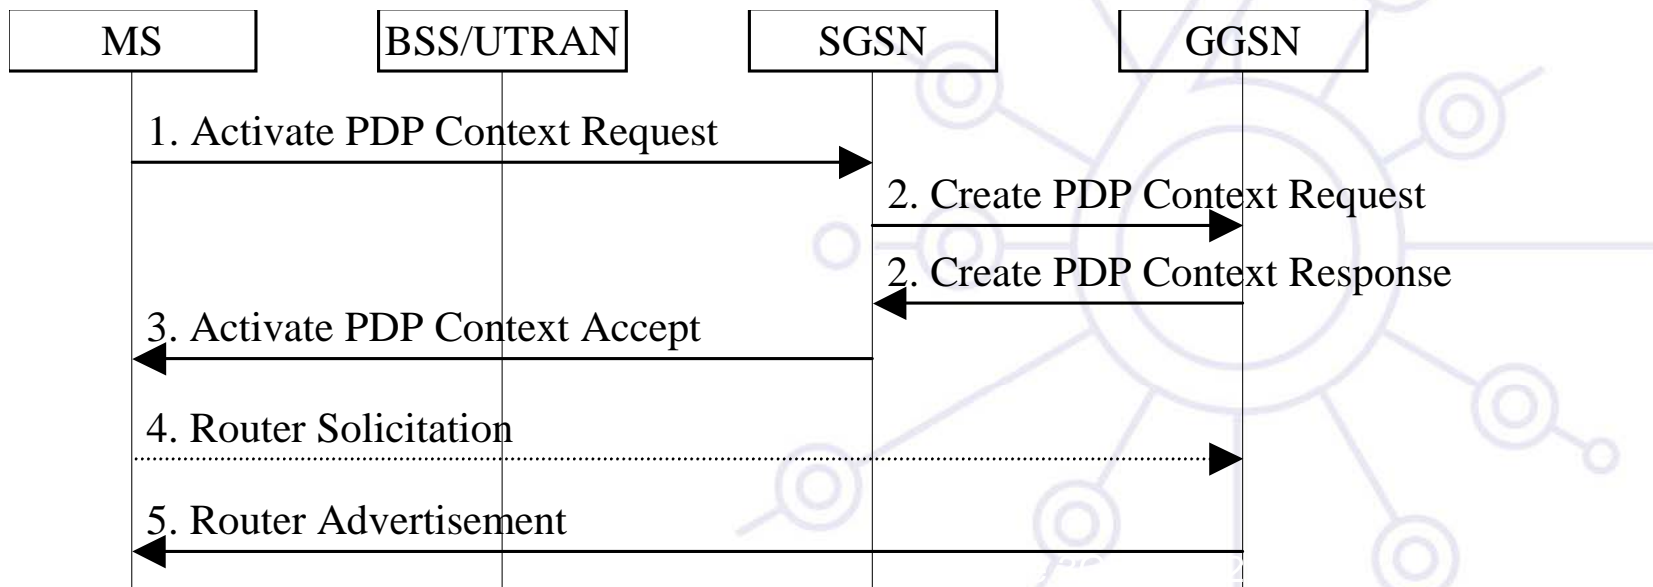 MS BSS/UTRAN SGSN GGSN
1. Activate PDP Context Request
2. Create PDP Context Request
2. Create PDP Context Response
3. Activate PDP Context Accept
4. Router Solicitation
5. Router Advertisement